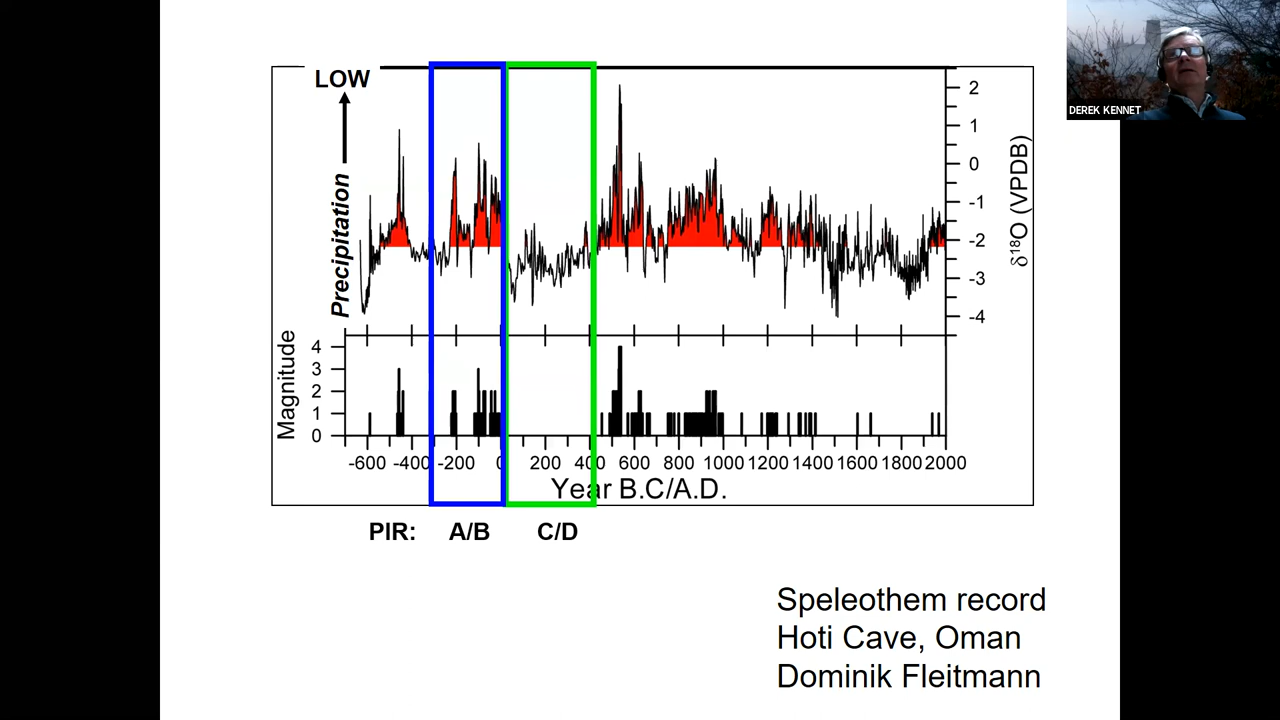 DEREK KENNET
LOW
Precipitation
2
1
0
-1
-2
-3
-4
δ18O (VPDB)
Magnitude
4
3
2
1
0
-600 -400 -200 0 200 400 600 800 1000 1200 1400 1600 1800 2000
Year B.C/A.D.
PIR: A/B C/D
Speleothem record
Hoti Cave, Oman
Dominik Fleitmann